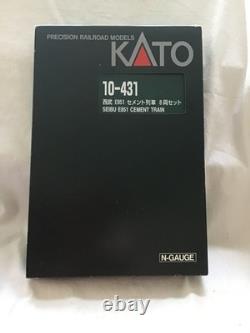 PRECISION RAILROAD MODELS
KATO
10-431
西武 E851 セメント列車 8両セット
SEIBU E851 CEMENT TRAIN
N-GAUGE